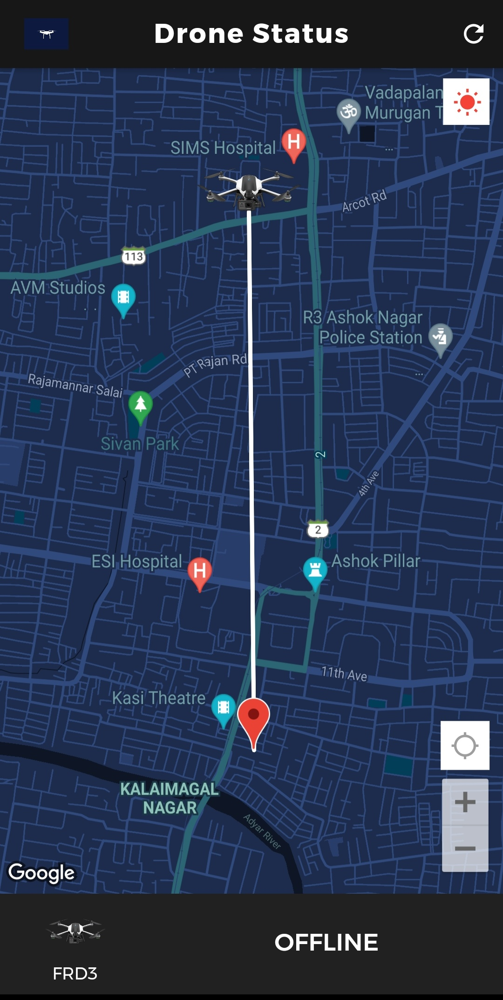 Drone Status
Vadapalan
Murugan T
SIMS Hospital
H
Arcot Rd
113
AVM Studios
R3 Ashok Nagar
Police Station
PT Rajan Rd
Rajamannar Salai
Sivan Park
2
4th Ave
2
ESI Hospital
H
Ashok Pillar
11th Ave
Kasi Theatre
KALAIMAGAL
NAGAR
Adyar River
Google
OFFLINE
FRD3